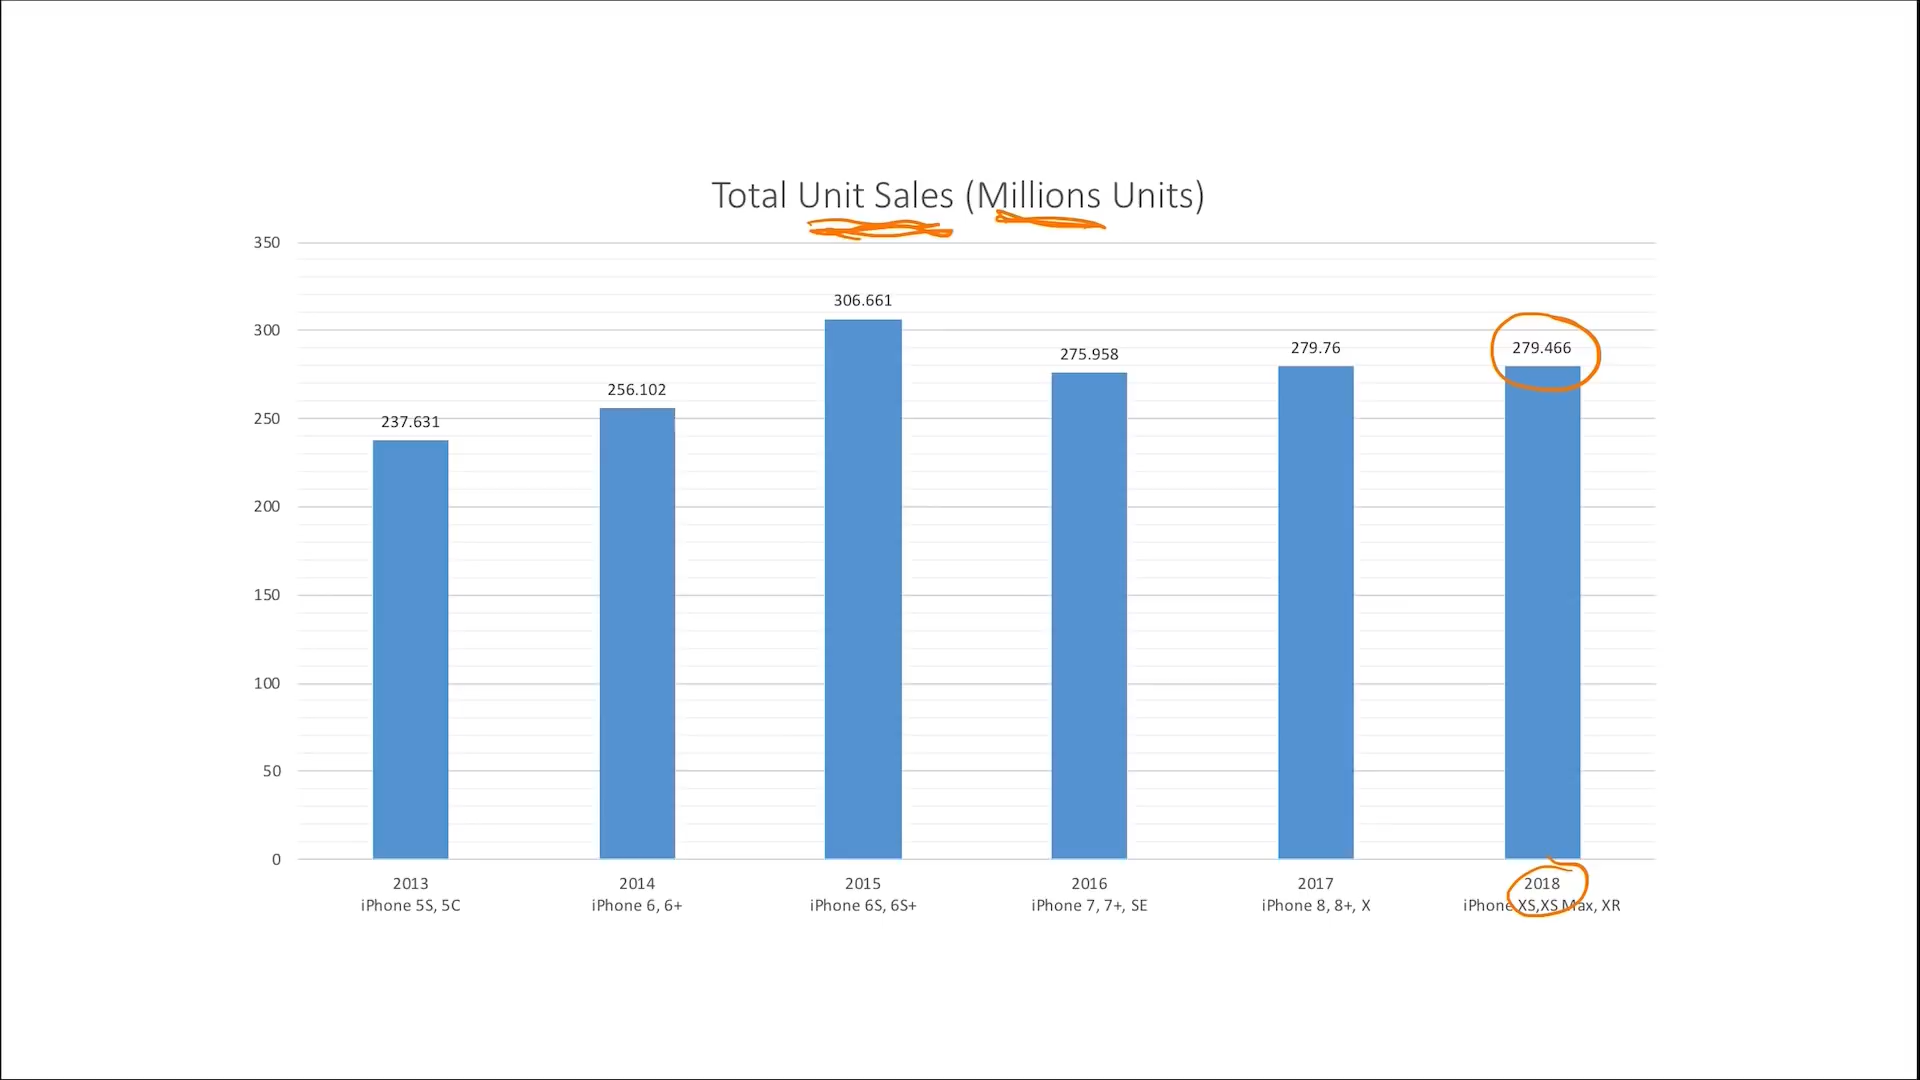 Total Unit Sales (Millions Units)
350
306.661
300
279.76
279.466
275.958
256.102
250
237.631
200
150
100
50
0
2013
2014
2015
2016
2017
2018
iPhone 5S, 5C
iPhone 6, 6+
iPhone 6S, 6S+
iPhone 7, 7+, SE
iPhone 8, 8+, X
iPhone XS,XS Max, XR